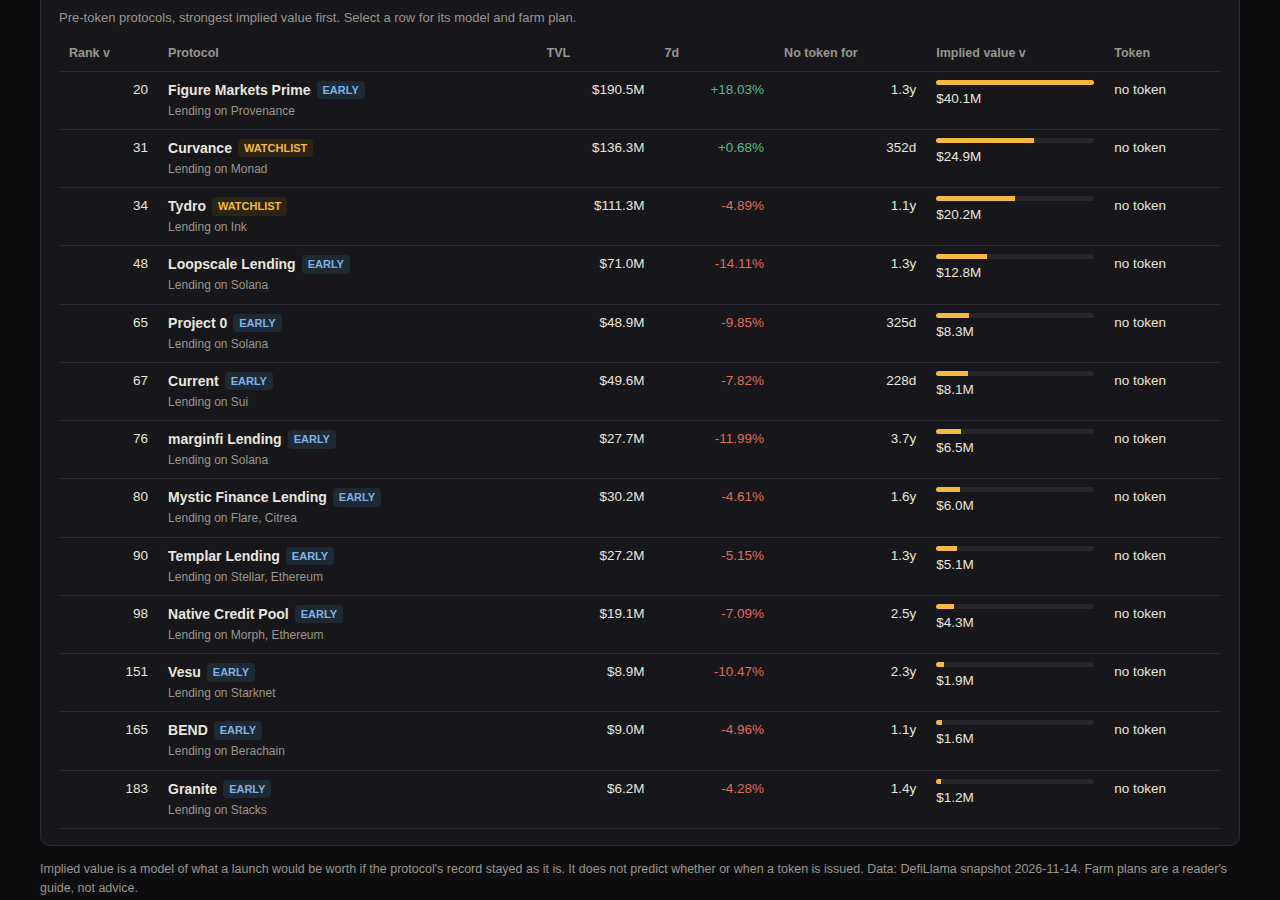 Pre-token protocols, strongest implied value first. Select a row for its model and farm plan.
Rank v Protocol TVL 7d No token for Implied value v Token
20 Figure Markets Prime EARLY $190.5M +18.03% 1.3y $40.1M no token
Lending on Provenance
31 Curvance WATCHLIST $136.3M +0.68% 352d $24.9M no token
Lending on Monad
34 Tydro WATCHLIST $111.3M -4.89% 1.1y $20.2M no token
Lending on Ink
48 Loopscale Lending EARLY $71.0M -14.11% 1.3y $12.8M no token
Lending on Solana
65 Project 0 EARLY $48.9M -9.85% 325d $8.3M no token
Lending on Solana
67 Current EARLY $49.6M -7.82% 228d $8.1M no token
Lending on Sui
76 marginfi Lending EARLY $27.7M -11.99% 3.7y $6.5M no token
Lending on Solana
80 Mystic Finance Lending EARLY $30.2M -4.61% 1.6y $6.0M no token
Lending on Flare, Citrea
90 Templar Lending EARLY $27.2M -5.15% 1.3y $5.1M no token
Lending on Stellar, Ethereum
98 Native Credit Pool EARLY $19.1M -7.09% 2.5y $4.3M no token
Lending on Morph, Ethereum
151 Vesu EARLY $8.9M -10.47% 2.3y $1.9M no token
Lending on Starknet
165 BEND EARLY $9.0M -4.96% 1.1y $1.6M no token
Lending on Berachain
183 Granite EARLY $6.2M -4.28% 1.4y $1.2M no token
Lending on Stacks
Implied value is a model of what a launch would be worth if the protocol's record stayed as it is. It does not predict whether or when a token is issued. Data: DefiLlama snapshot 2026-11-14. Farm plans are a reader's
guide, not advice.